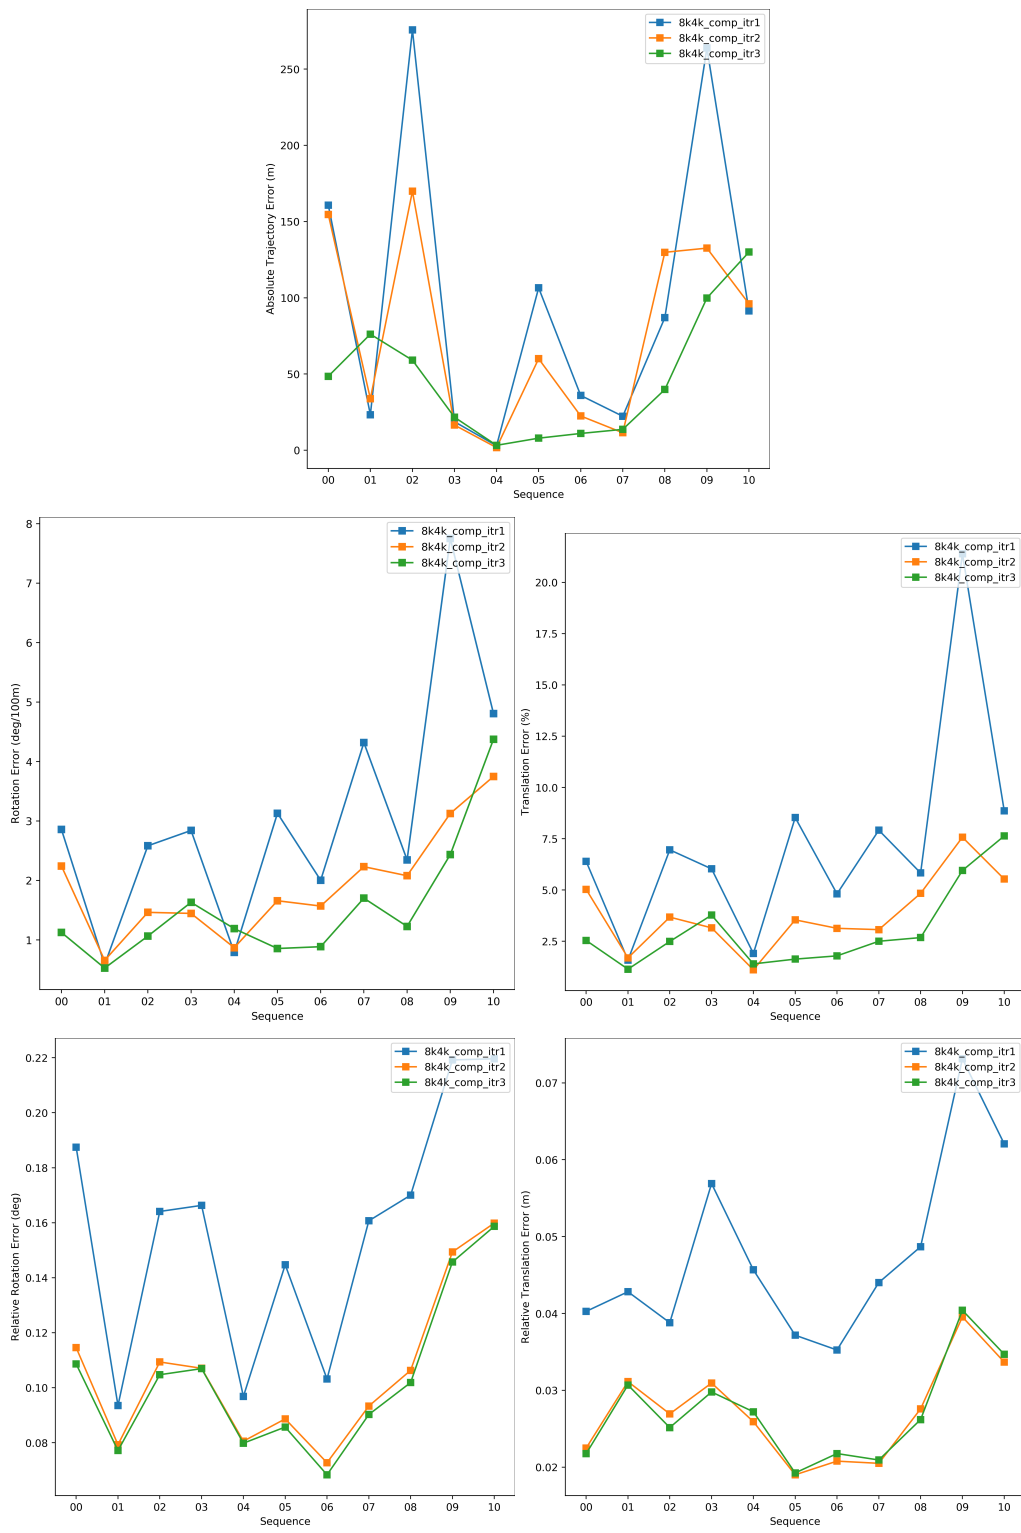 8k4k_comp_itr1
8k4k_comp_itr2
8k4k_comp_itr3
Absolute Trajectory Error (m)
250
200
150
100
50
0
00 01 02 03 04 05 06 07 08 09 10
Sequence
8k4k_comp_itr1
8k4k_comp_itr2
8k4k_comp_itr3
Rotation Error (deg/100m)
8
7
6
5
4
3
2
1
00 01 02 03 04 05 06 07 08 09 10
Sequence
8k4k_comp_itr1
8k4k_comp_itr2
8k4k_comp_itr3
Translation Error (%)
20.0
17.5
15.0
12.5
10.0
7.5
5.0
2.5
00 01 02 03 04 05 06 07 08 09 10
Sequence
8k4k_comp_itr1
8k4k_comp_itr2
8k4k_comp_itr3
Relative Rotation Error (deg)
0.22
0.20
0.18
0.16
0.14
0.12
0.10
0.08
00 01 02 03 04 05 06 07 08 09 10
Sequence
8k4k_comp_itr1
8k4k_comp_itr2
8k4k_comp_itr3
Relative Translation Error (m)
0.07
0.06
0.05
0.04
0.03
0.02
00 01 02 03 04 05 06 07 08 09 10
Sequence